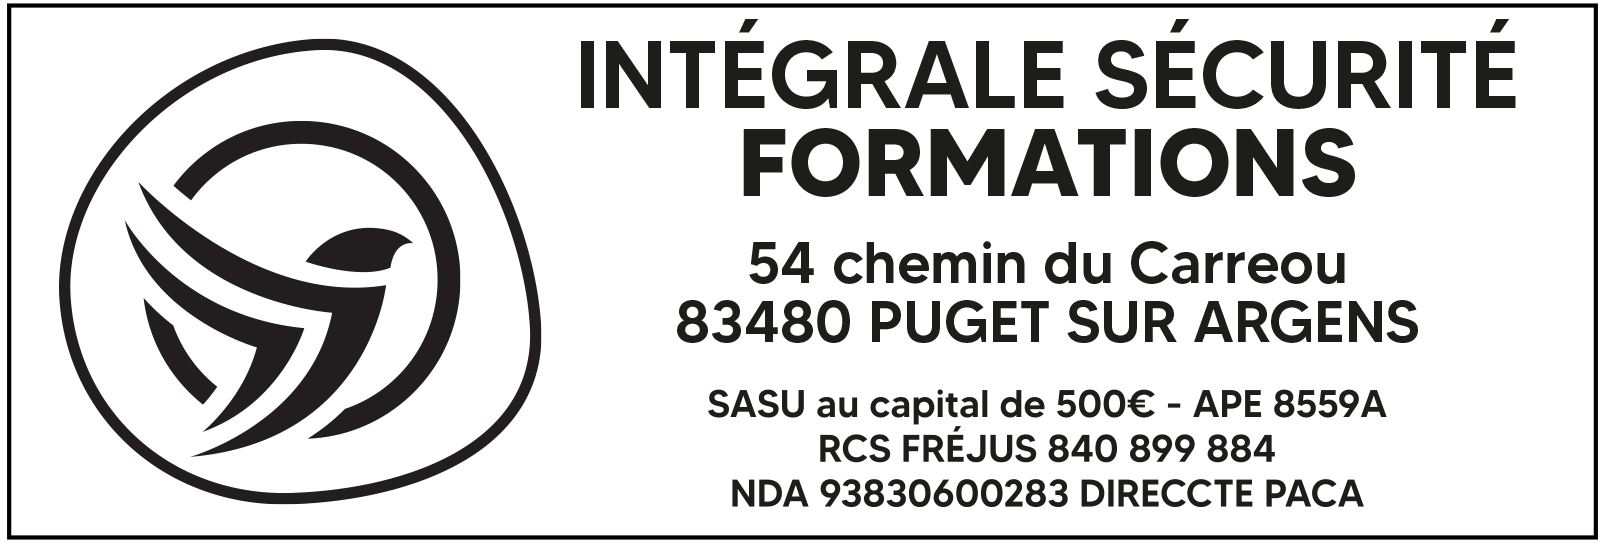 INTÉGRALE SÉCURITÉ
FORMATIONS
54 chemin du Carreou
83480 PUGET SUR ARGENS
SASU au capital de 500€ - APE 8559A
RCS FRÉJUS 840 899 884
NDA 93830600283 DIRECCTE PACA